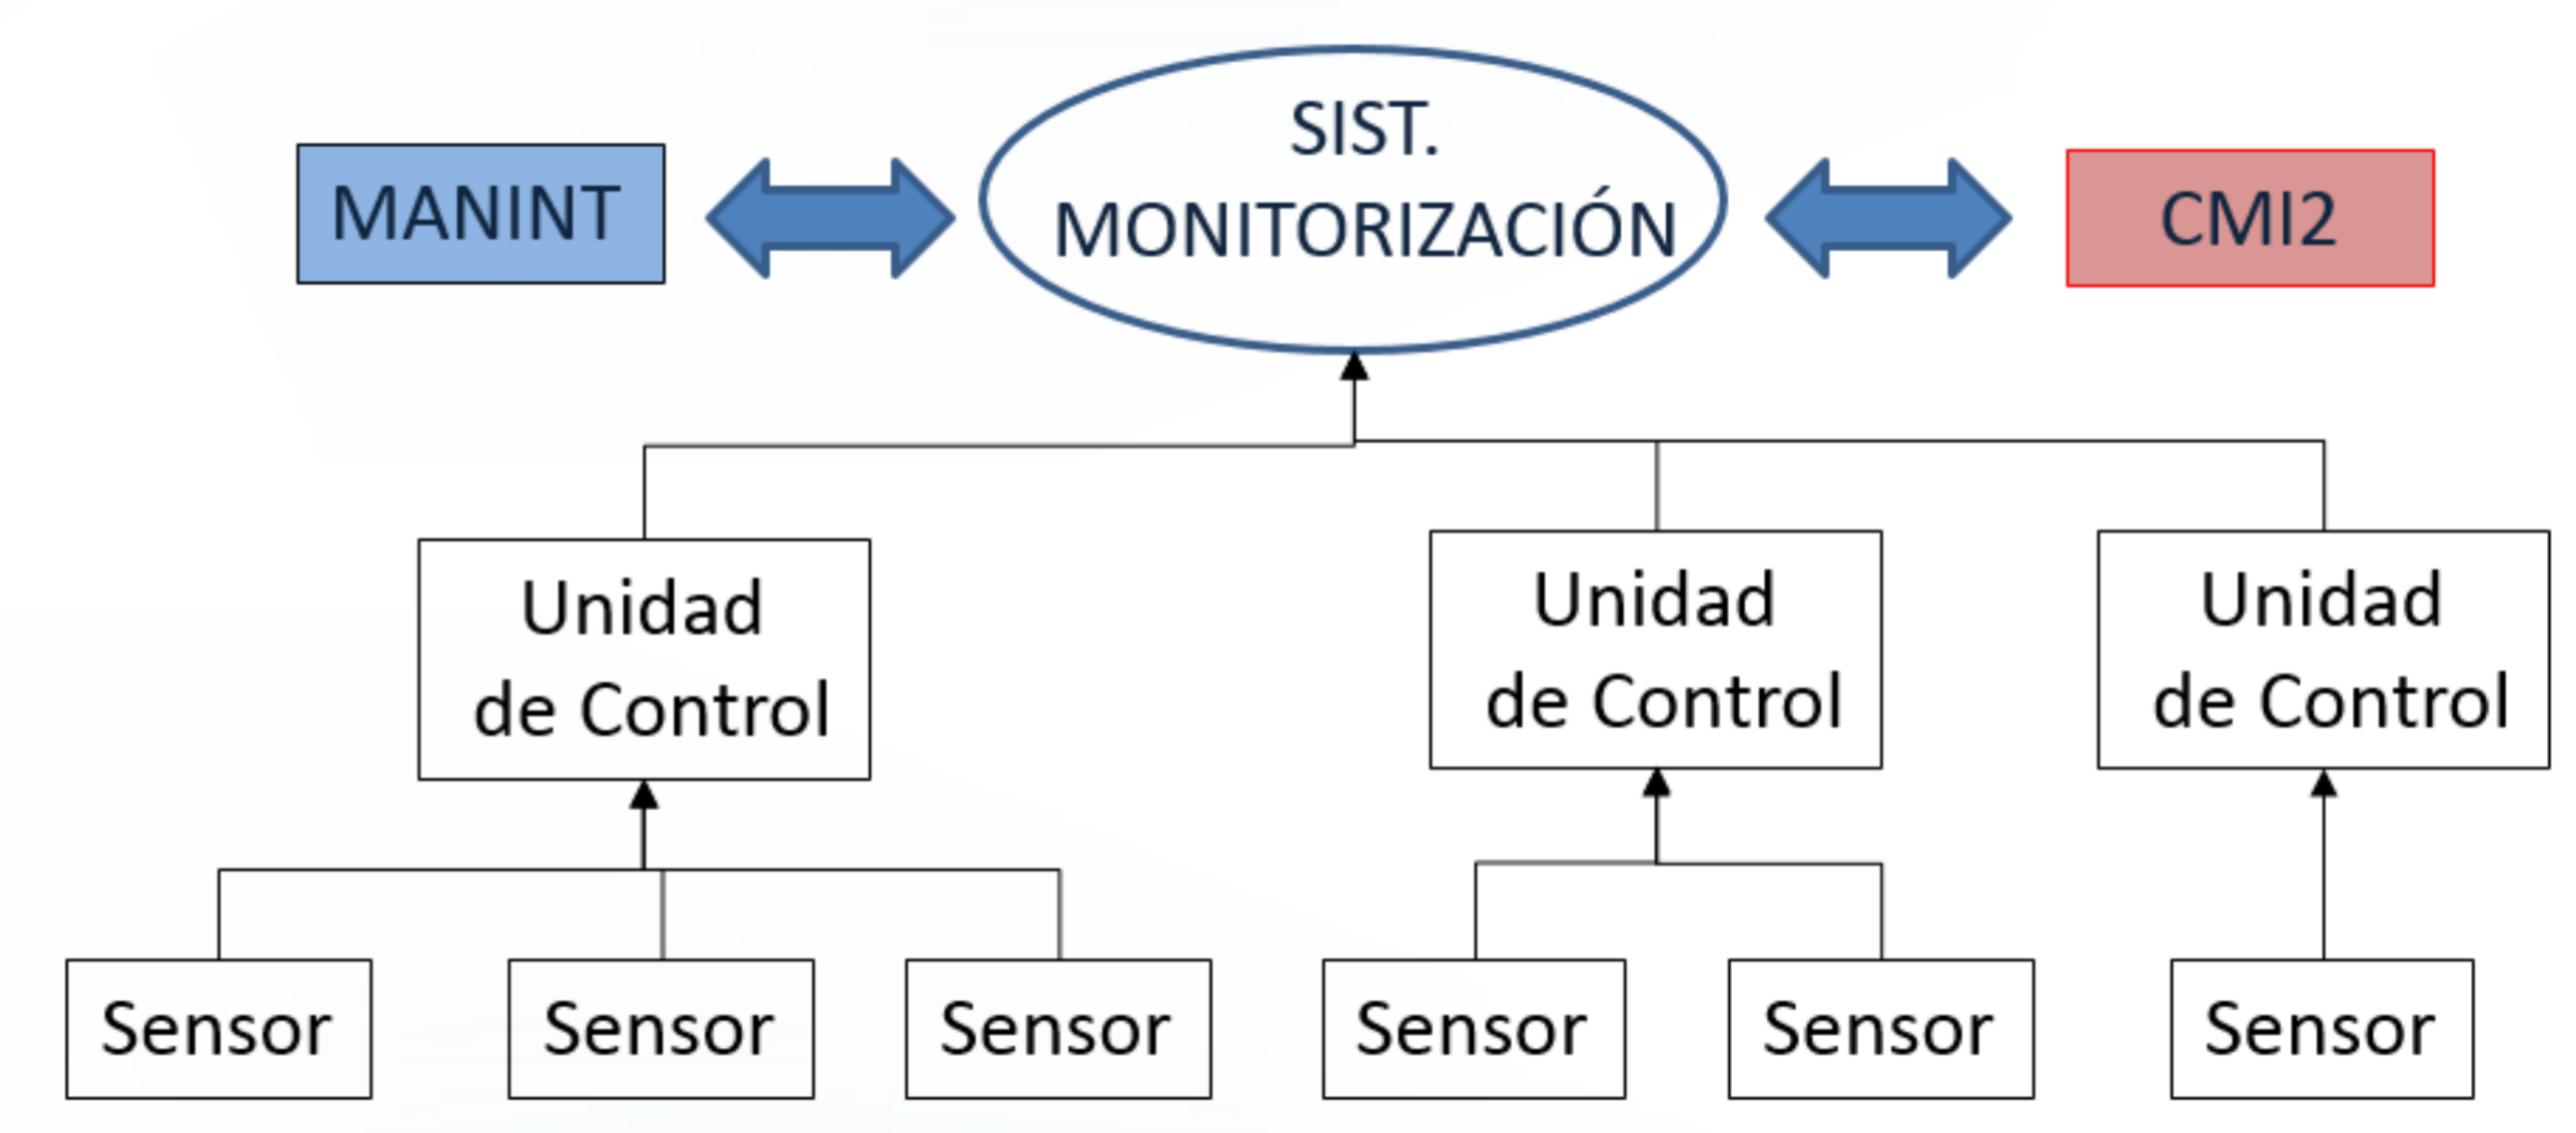 SIST.
MANINT
MONITORIZACIÓN
CMI2
Unidad
de Control
Unidad
de Control
Unidad
de Control
Sensor
Sensor
Sensor
Sensor
Sensor
Sensor